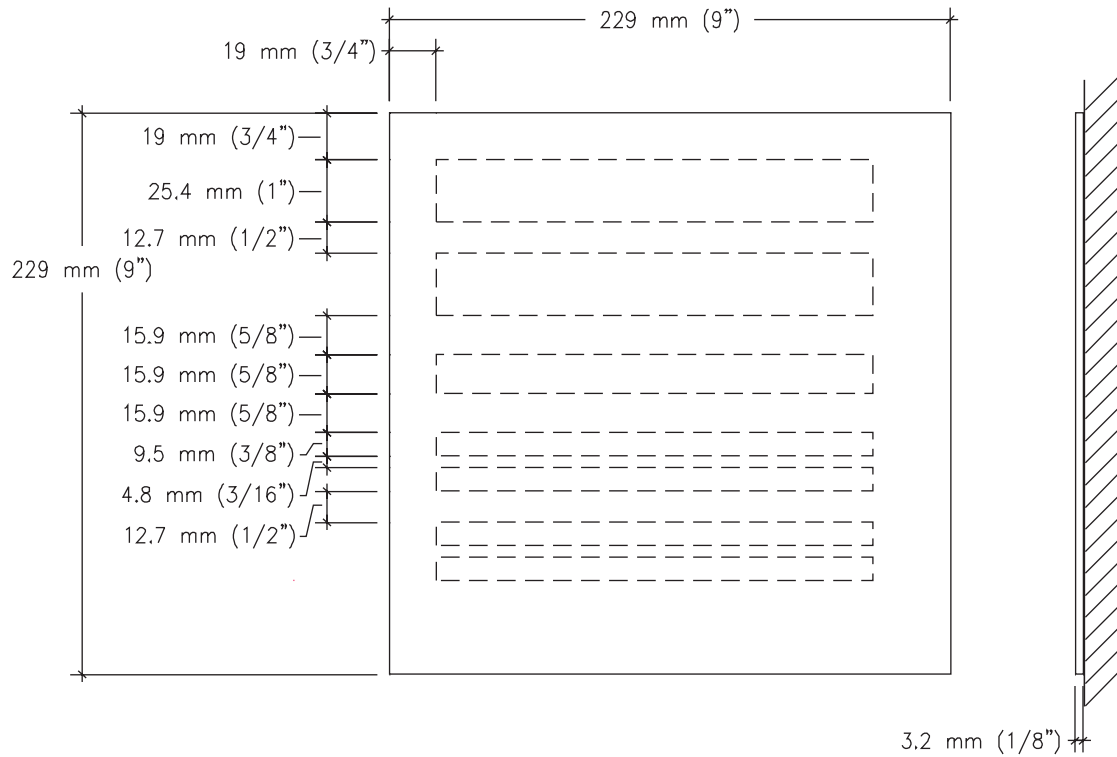 229 mm (9”)
19 mm (3/4”)
19 mm (3/4”)
25.4 mm (1”)
12.7 mm (1/2”)
229 mm (9”)
15.9 mm (5/8”)
15.9 mm (5/8”)
15.9 mm (5/8”)
9.5 mm (3/8”)
4.8 mm (3/16”)
12.7 mm (1/2”)
3.2 mm (1/8”)